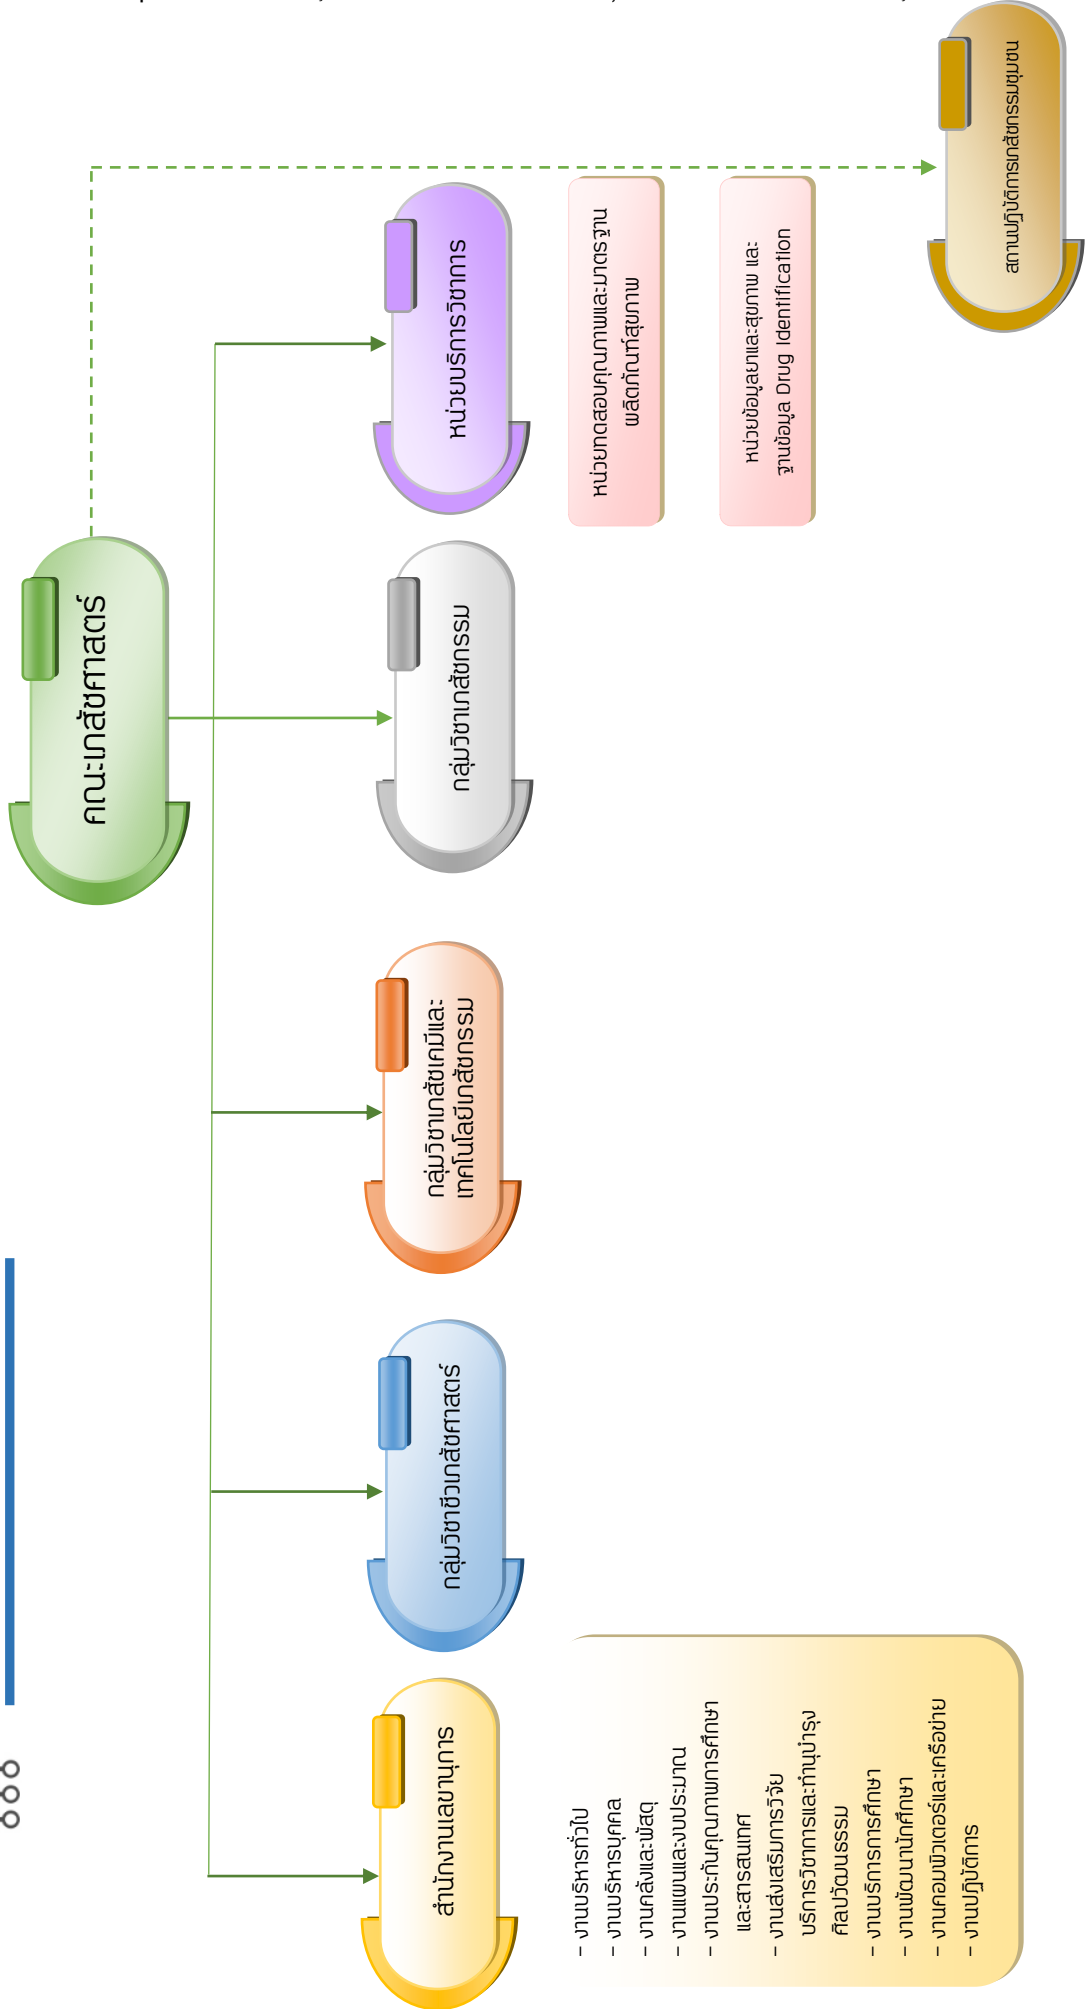 คณะเภสัชศาสตร์
สำนักงานเลขานุการ
กลุ่มวิชาชีวเภสัชศาสตร์
กลุ่มวิชาเภสัชเคมีและ
เทคโนโลยีเภสัชกรรม
กลุ่มวิชาเภสัชกรรม
หน่วยบริการวิชาการ
– งานบริหารทั่วไป
– งานบริหารบุคคล
– งานคลังและพัสดุ
– งานแผนและงบประมาณ
– งานประกันคุณภาพการศึกษา
และสารสนเทศ
– งานส่งเสริมการวิจัย
บริการวิชาการและทำนุบำรุง
ศิลปวัฒนธรรม
– งานบริการการศึกษา
– งานพัฒนานักศึกษา
– งานคอมพิวเตอร์และเครือข่าย
– งานปฏิบัติการ
หน่วยทดสอบคุณภาพและมาตรฐาน
ผลิตภัณฑ์สุขภาพ
หน่วยข้อมูลยาและสุขภาพ และ
ฐานข้อมูล Drug Identification
สถานปฏิบัติการเภสัชกรรมชุมชน